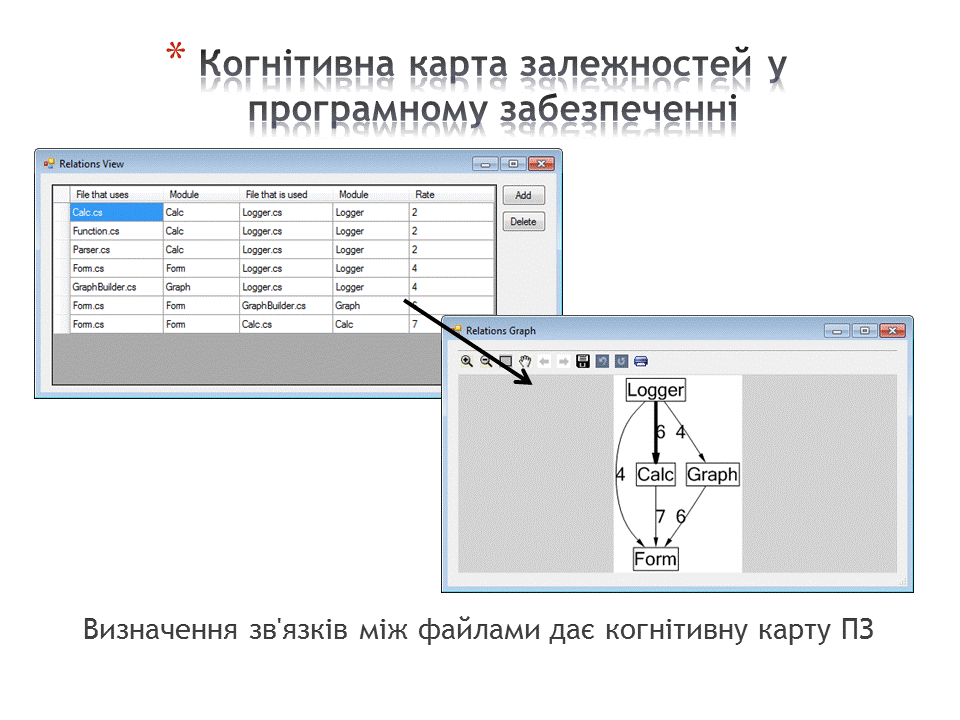 * Когнітивна карта залежностей у
програмному забезпеченні
Relations View
File that uses Module File that is used Module Rate
Calc.cs Calc Logger.cs Logger 2
Function.cs Calc Logger.cs Logger 2
Parser.cs Calc Logger.cs Logger 2
Form.cs Form Logger.cs Logger 4
GraphBuilder.cs Graph Logger.cs Logger 4
Form.cs Form GraphBuilder.cs Graph
Form.cs Form Calc.cs Calc 7
Add
Delete
Relations Graph
Logger
6 4
4 Calc Graph
7 6
Form
Визначення зв'язків між файлами дає когнітивну карту ПЗ